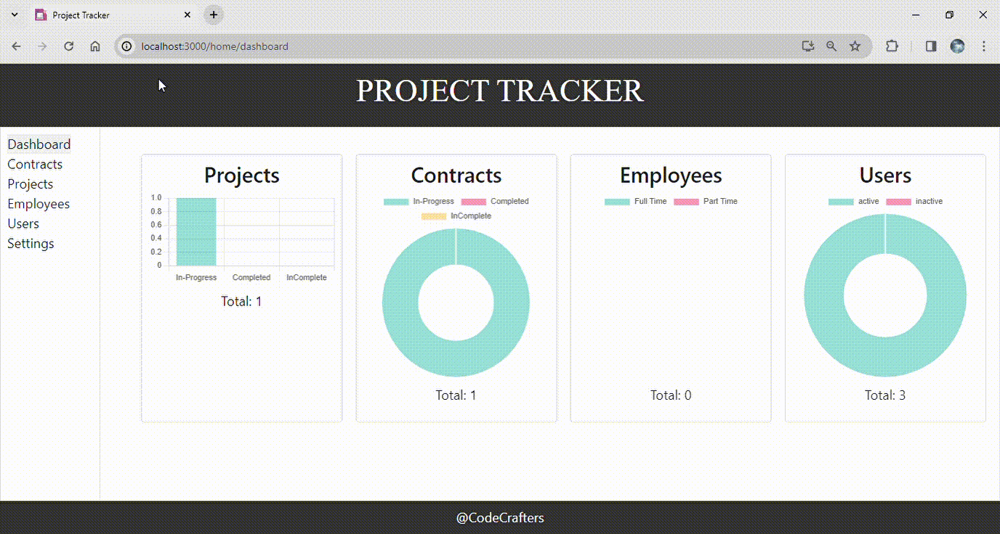 Project Tracker
localhost:3000/home/dashboard
PROJECT TRACKER
Dashboard
Contracts
Projects
Employees
Users
Settings
Projects
1.0
0.8
0.6
0.4
0.2
0
In-Progress Completed InComplete
Total: 1
Contracts
In-Progress Completed
InComplete
Total: 1
Employees
Full Time Part Time
Total: 0
Users
active inactive
Total: 3
@CodeCrafters